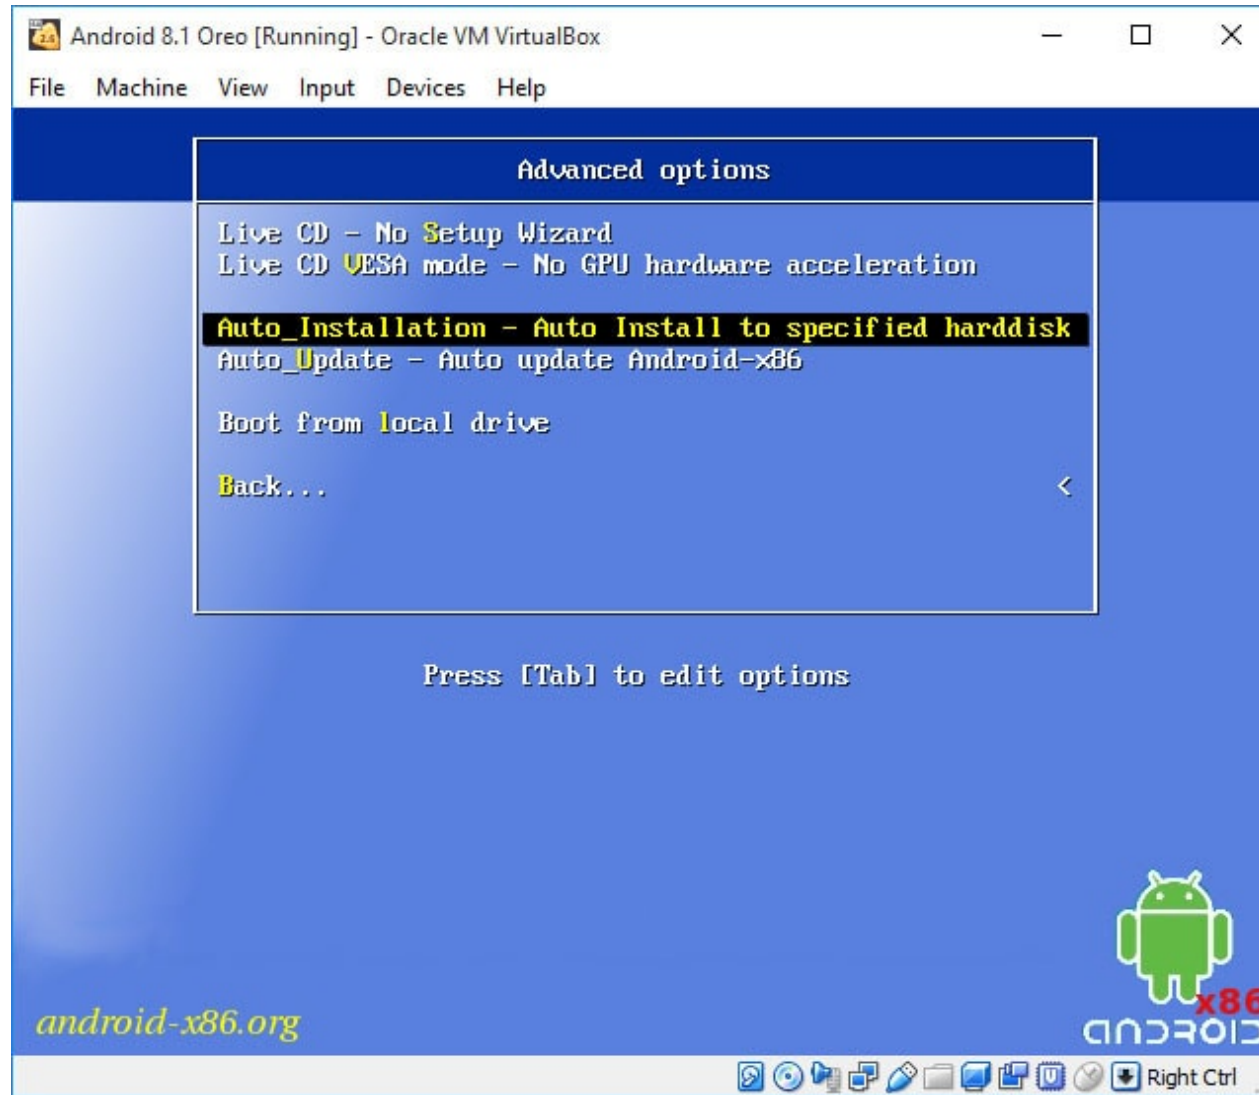 Android 8.1 Oreo [Running] - Oracle VM VirtualBox
File Machine View Input Devices Help
Advanced options
Live CD - No Setup Wizard
Live CD VESA mode - No GPU hardware acceleration
Auto_Installation - Auto Install to specified harddisk
Auto_Update - Auto update Android-x86
Boot from local drive
Back... <
Press [Tab] to edit options
x86
android-x86.org
ANDROID
Right Ctrl